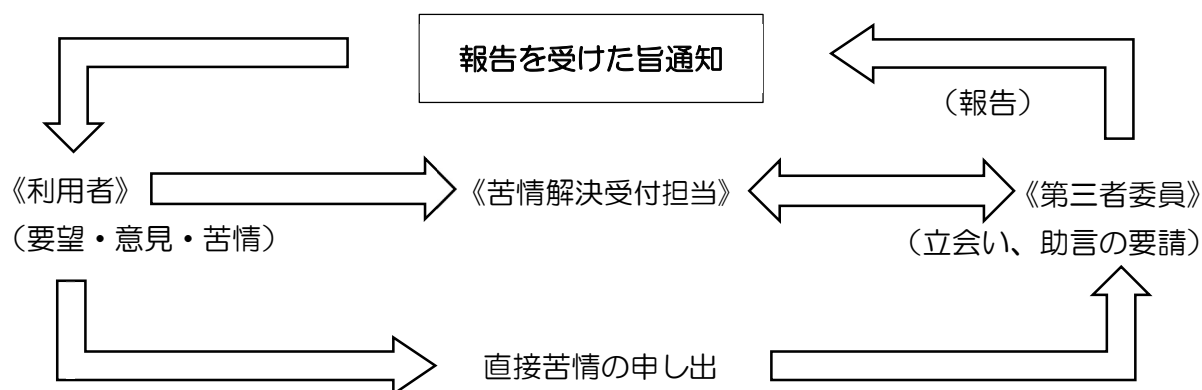 報告を受けた旨通知
（報告）
《利用者》
《苦情解決受付担当》
《第三者委員》
（要望・意見・苦情）
（立会い、助言の要請）
直接苦情の申し出